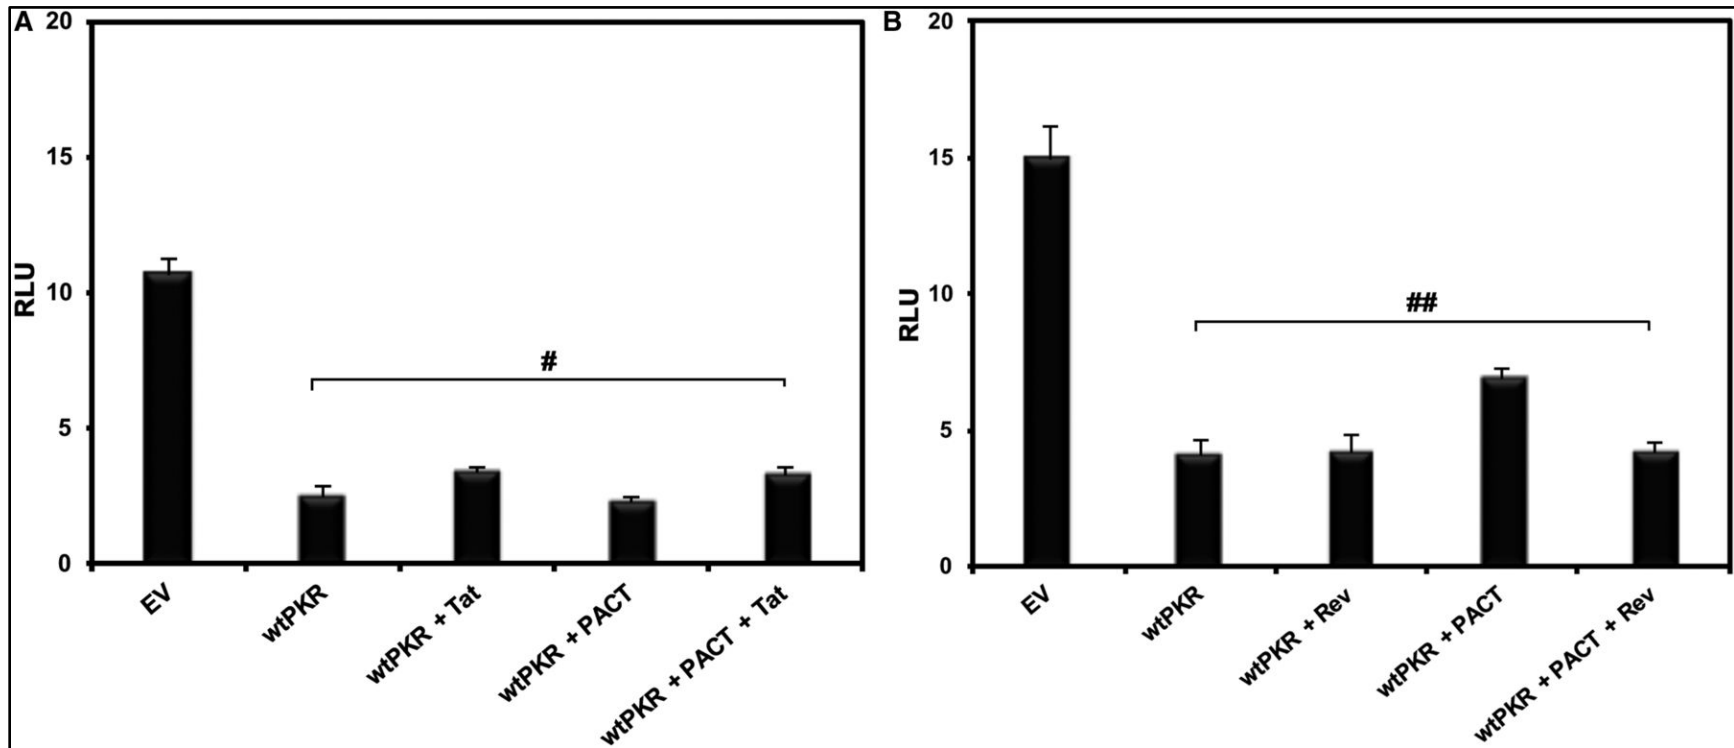 A
20
15
10
5
0
RLU
#
EV
wtPKR
wtPKR + Tat
wtPKR + PACT
wtPKR + PACT + Tat
B
20
15
10
5
0
RLU
##
EV
wtPKR
wtPKR + Rev
wtPKR + PACT
wtPKR + PACT + Rev